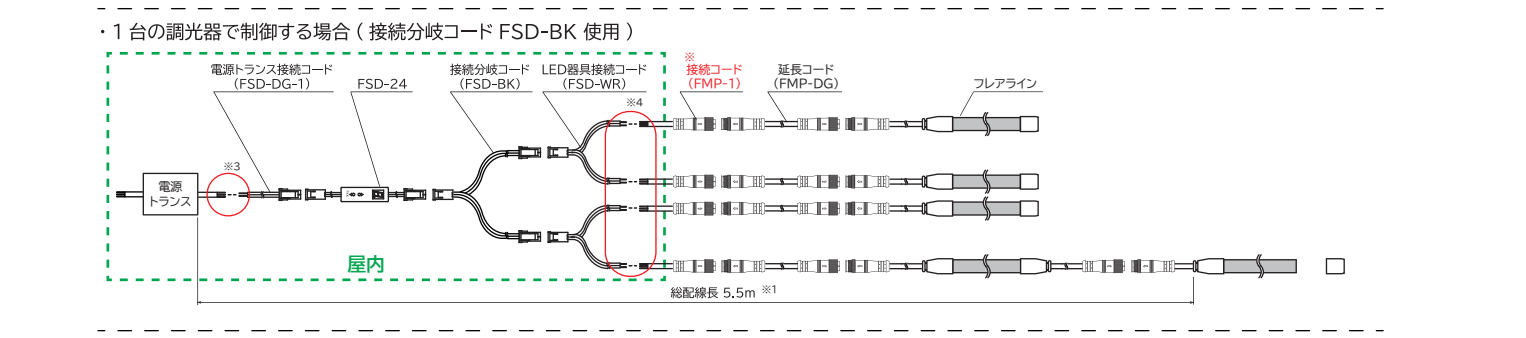 ・1 台の調光器で制御する場合 ( 接続分岐コード FSD-BK 使用 )
電源トランス接続コード
(FSD-DG-1)
FSD-24
接続分岐コード
(FSD-BK)
LED器具接続コード
(FSD-WR)
※
接続コード
(FMP-1)
延長コード
(FMP-DG)
フレアライン
※4
※3
電源
トランス
屋内
総配線長 5.5m ※1